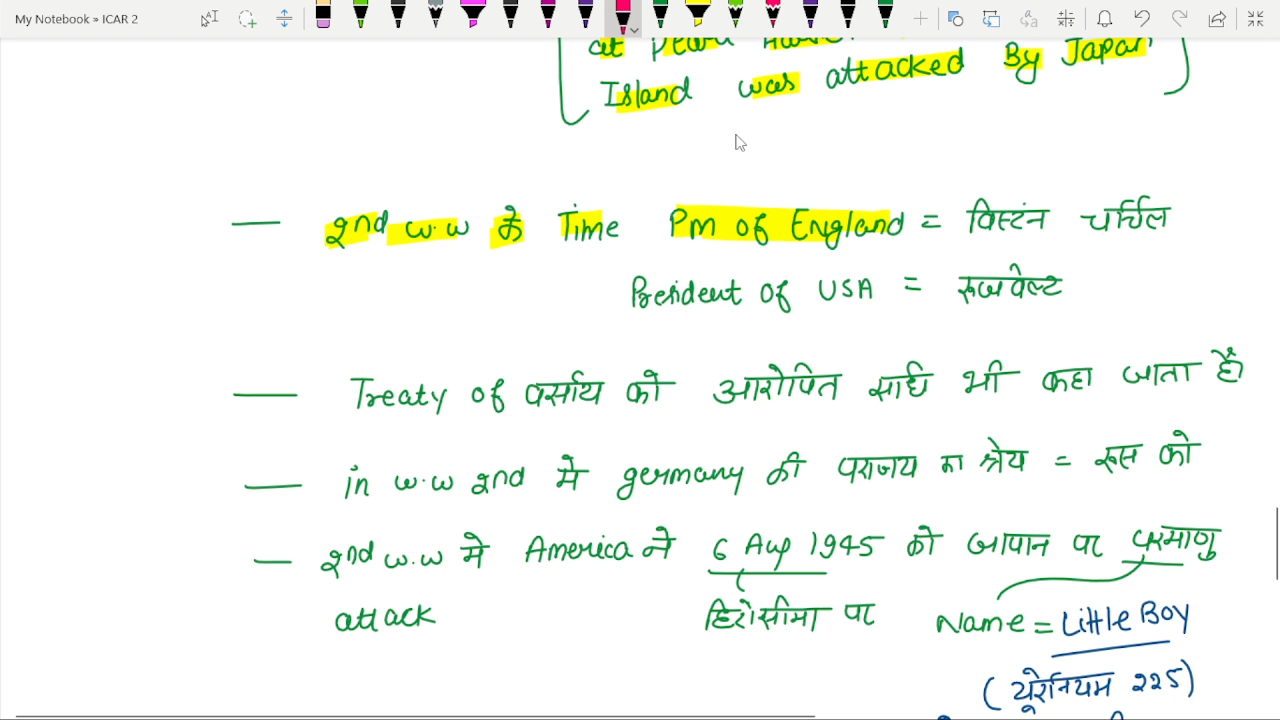 My Notebook » ICAR 2
at Pearl
Island was attacked By Japan
— 2nd w.w के Time PM of England = विस्टंन चर्चिल
President of USA = रूजवेल्ट
— Treaty of वर्साय को आरोपित संधि भी कहा जाता है।
— in w.w 2nd मे germany की पराजय का श्रेय = रूस को
— 2nd w.w मे America ने 6 Aug 1945 को जापान पर परमाणु
attack हिरोसीमा पर Name = Little Boy
(यूरेनियम 225)